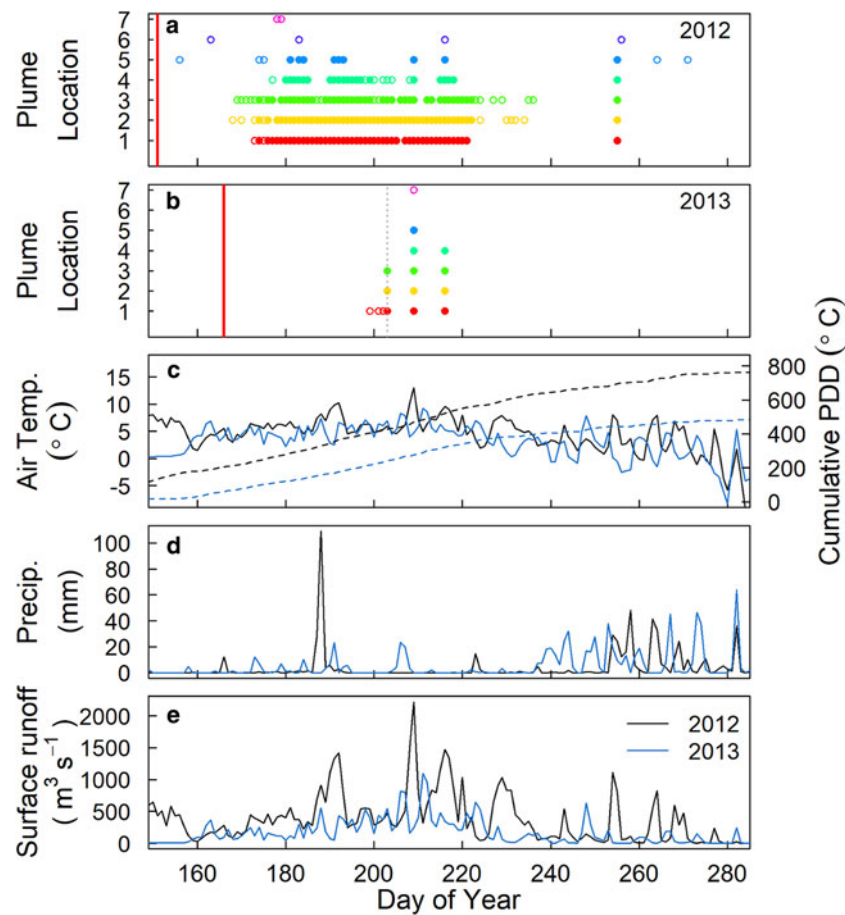 a
2012
7
6
5
4
3
2
1
Plume
Location
b
2013
7
6
5
4
3
2
1
Plume
Location
c
15
10
5
0
-5
Air Temp.
(° C)
800
600
400
200
0
Cumulative PDD (° C)
d
100
80
60
40
20
0
Precip.
(mm)
e
2000
1500
1000
500
0
Surface runoff
(m³ s⁻¹)
2012
2013
160 180 200 220 240 260 280
Day of Year